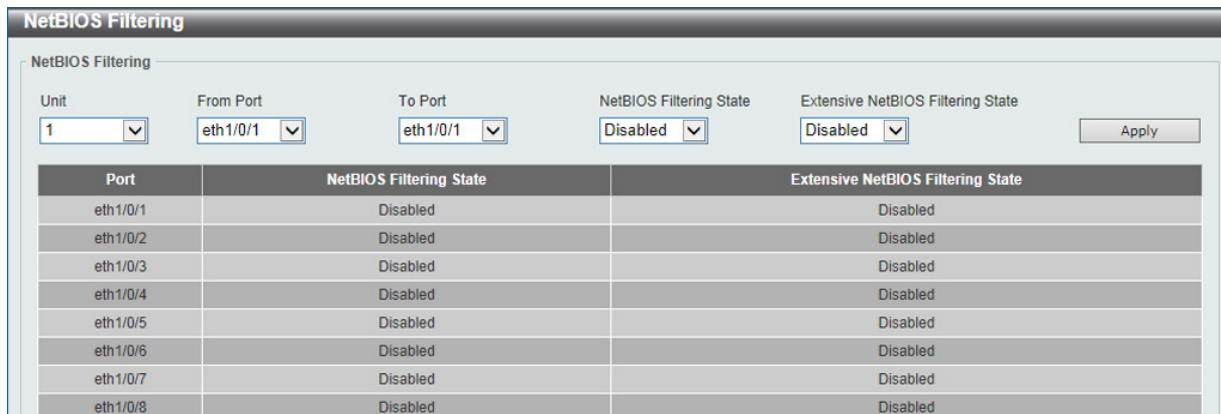 NetBIOS Filtering
NetBIOS Filtering
Unit From Port To Port NetBIOS Filtering State Extensive NetBIOS Filtering State
1 eth1/0/1 eth1/0/1 Disabled Disabled Apply
Port NetBIOS Filtering State Extensive NetBIOS Filtering State
eth1/0/1 Disabled Disabled
eth1/0/2 Disabled Disabled
eth1/0/3 Disabled Disabled
eth1/0/4 Disabled Disabled
eth1/0/5 Disabled Disabled
eth1/0/6 Disabled Disabled
eth1/0/7 Disabled Disabled
eth1/0/8 Disabled Disabled